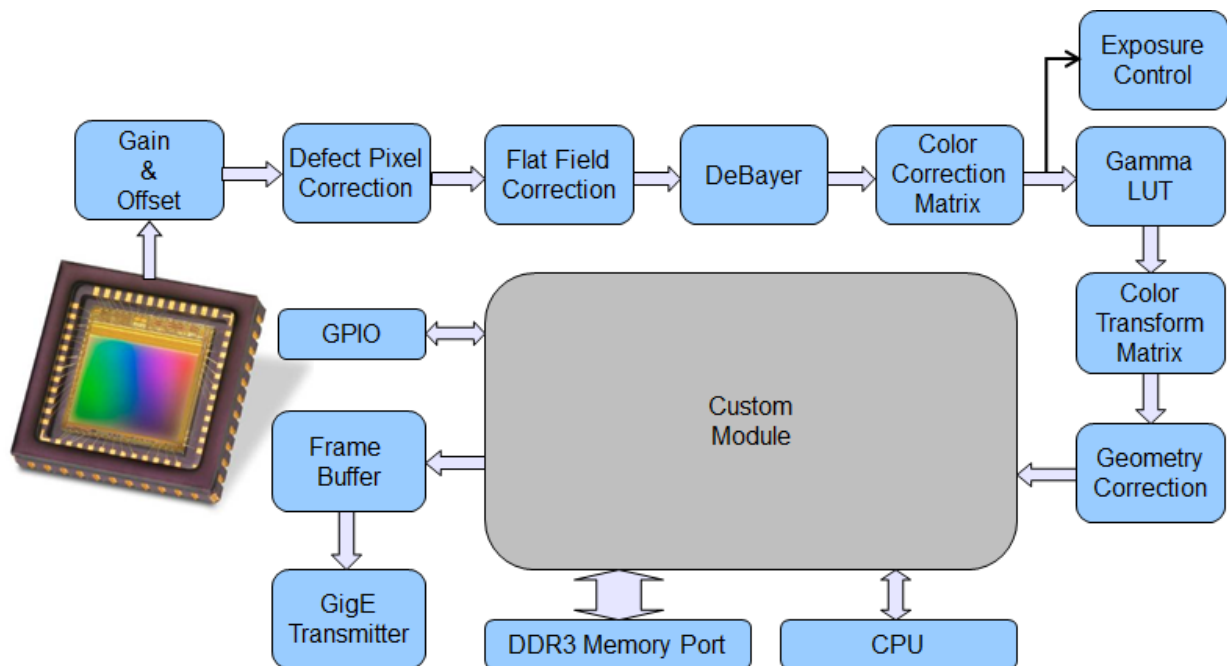 Exposure
Control
Gain
&
Offset
Defect Pixel
Correction
Flat Field
Correction
DeBayer
Color
Correction
Matrix
Gamma
LUT
Color
Transform
Matrix
GPIO
Custom
Module
Frame
Buffer
Geometry
Correction
GigE
Transmitter
DDR3 Memory Port
CPU